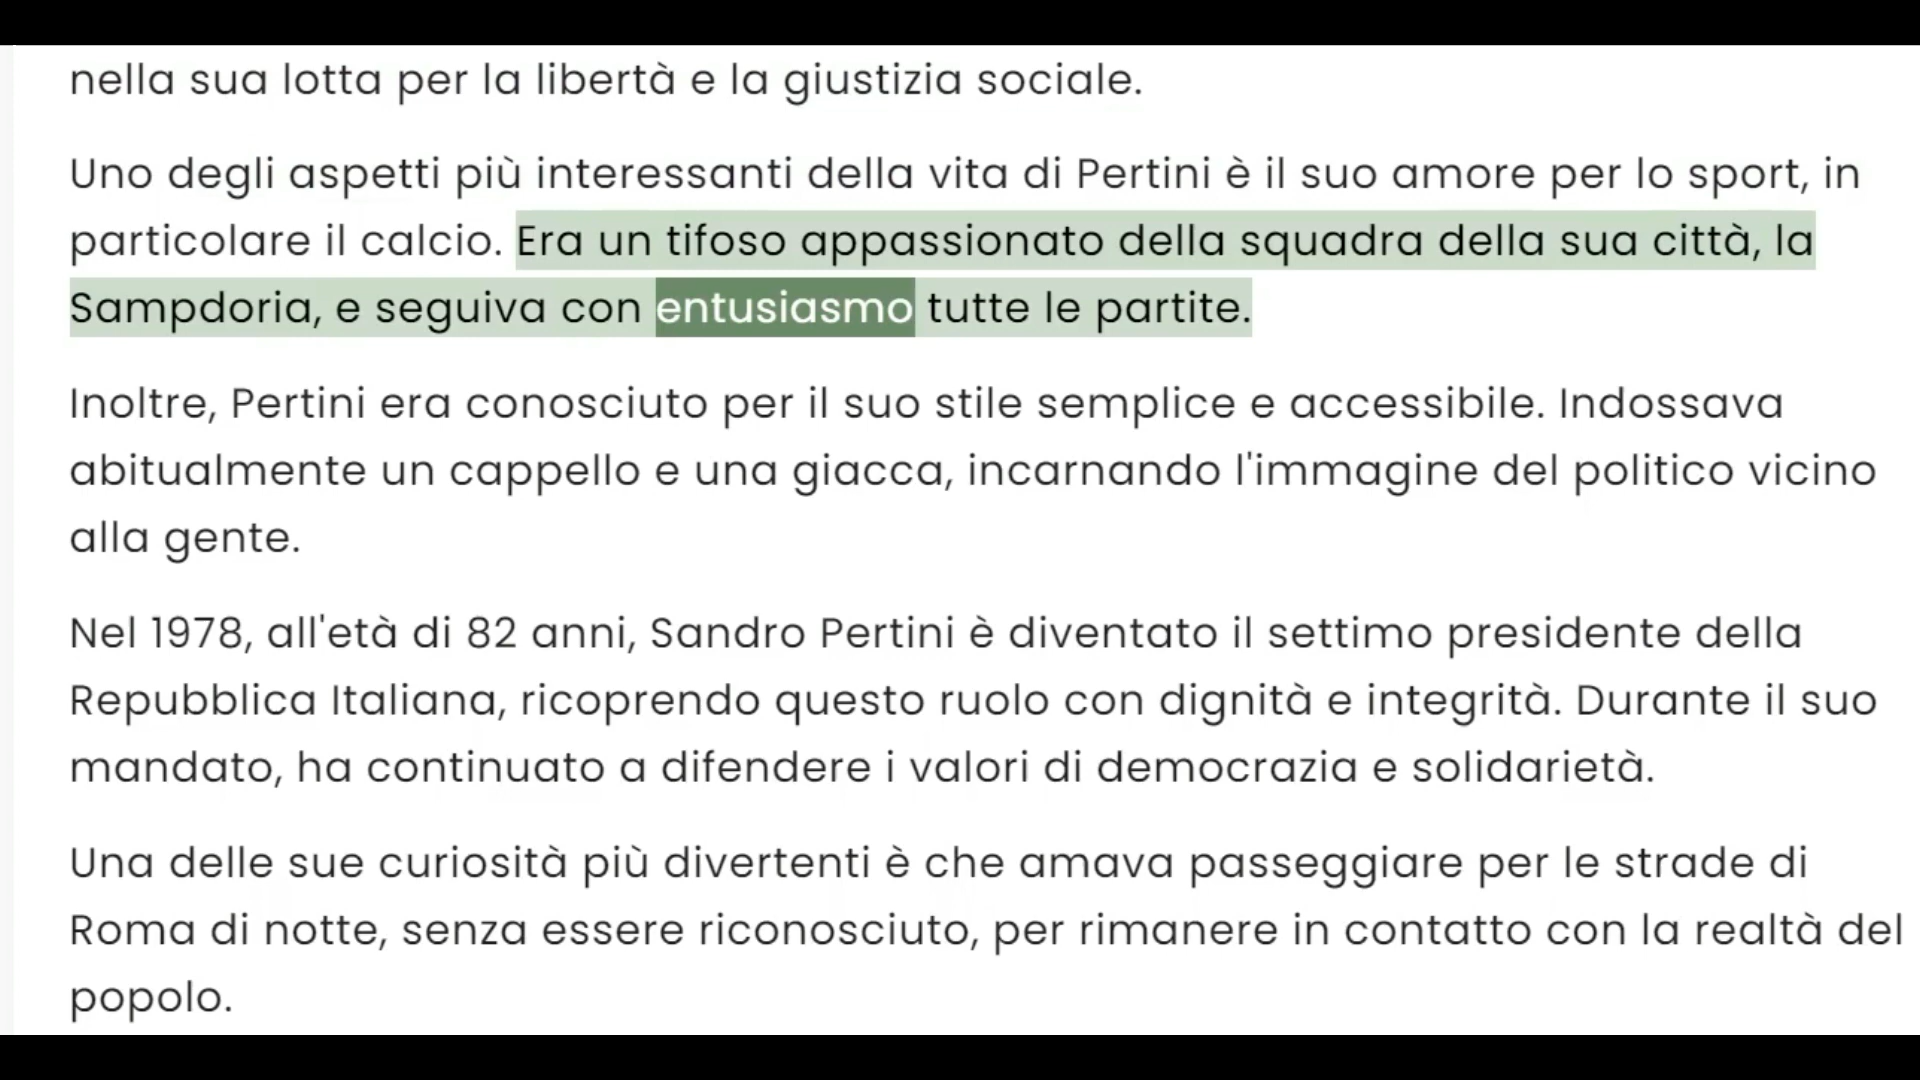 nella sua lotta per la libertà e la giustizia sociale.
Uno degli aspetti più interessanti della vita di Pertini è il suo amore per lo sport, in
particolare il calcio. Era un tifoso appassionato della squadra della sua città, la
Sampdoria, e seguiva con entusiasmo tutte le partite.
Inoltre, Pertini era conosciuto per il suo stile semplice e accessibile. Indossava
abitualmente un cappello e una giacca, incarnando l'immagine del politico vicino
alla gente.
Nel 1978, all'età di 82 anni, Sandro Pertini è diventato il settimo presidente della
Repubblica Italiana, ricoprendo questo ruolo con dignità e integrità. Durante il suo
mandato, ha continuato a difendere i valori di democrazia e solidarietà.
Una delle sue curiosità più divertenti è che amava passeggiare per le strade di
Roma di notte, senza essere riconosciuto, per rimanere in contatto con la realtà del
popolo.